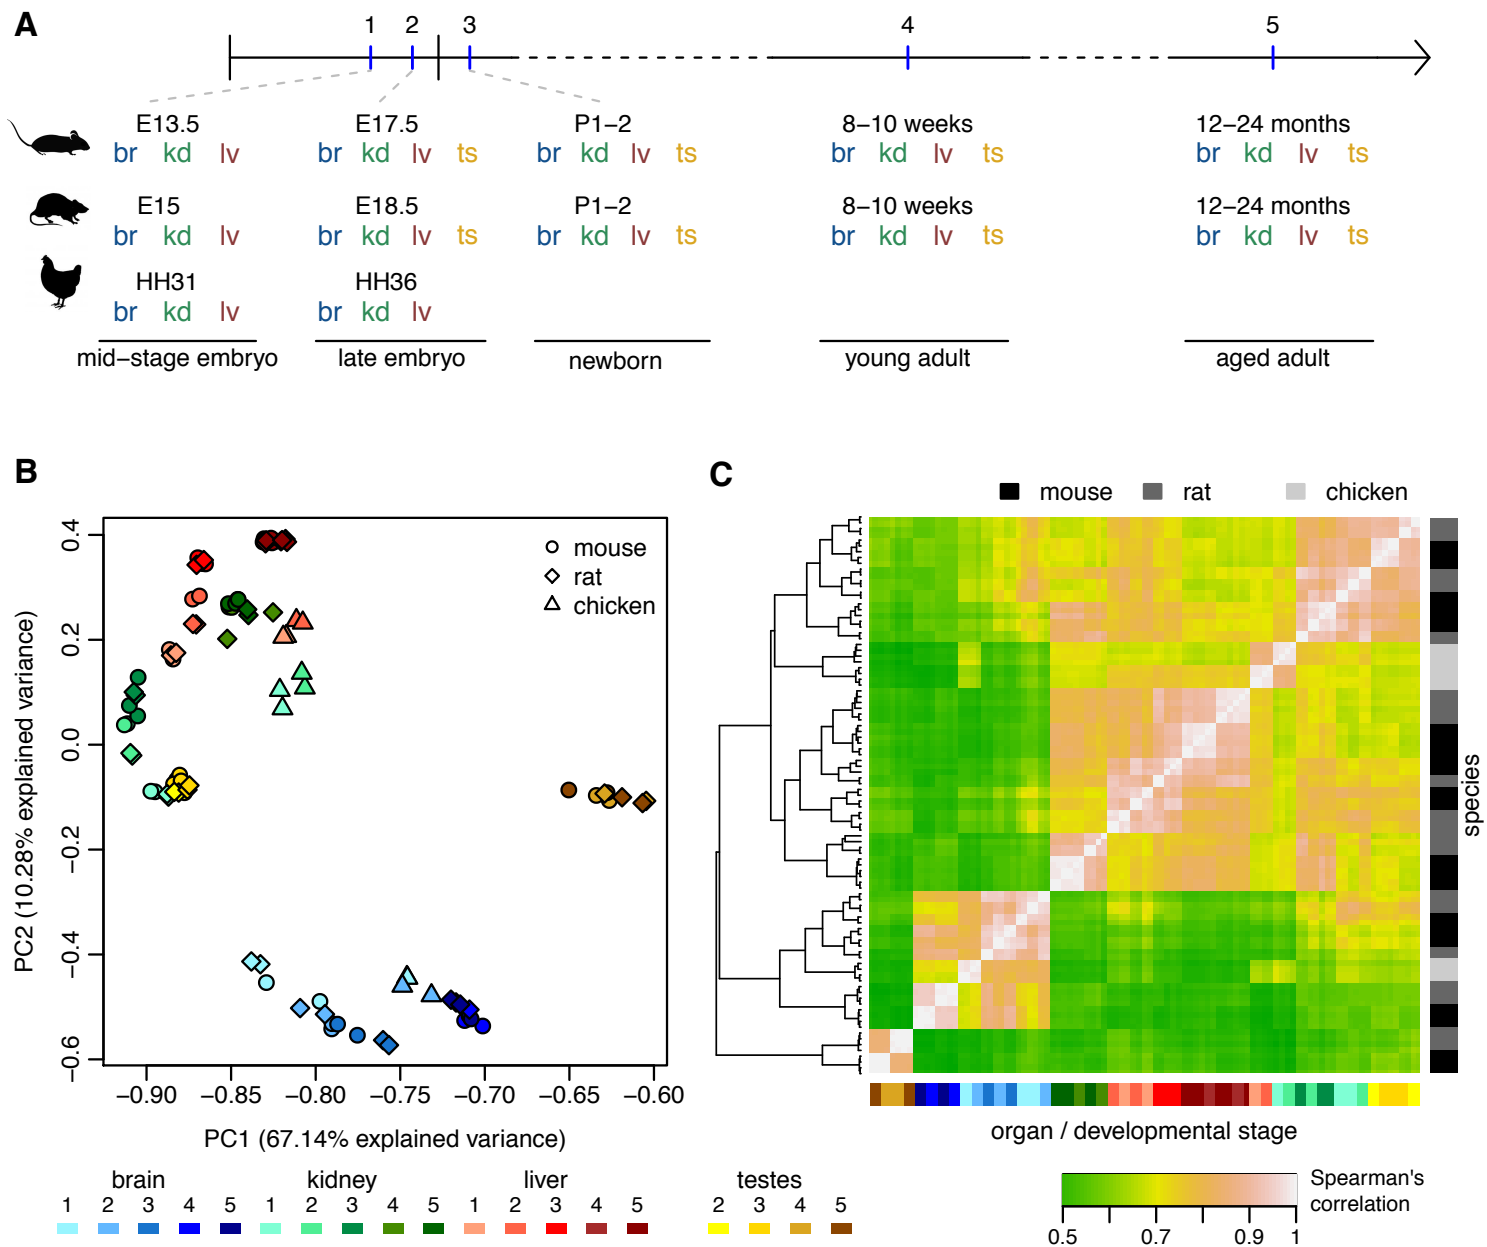 A
1 2 3 4 5
E13.5 E17.5 P1−2 8−10 weeks 12−24 months
br kd lv br kd lv ts br kd lv ts br kd lv ts br kd lv ts
E15 E18.5 P1−2 8−10 weeks 12−24 months
br kd lv br kd lv ts br kd lv ts br kd lv ts br kd lv ts
HH31 HH36
br kd lv br kd lv
mid−stage embryo late embryo newborn young adult aged adult
B
PC2 (10.28% explained variance)
0.4
0.2
0.0
−0.2
−0.4
−0.6
mouse
rat
chicken
−0.90 −0.85 −0.80 −0.75 −0.70 −0.65 −0.60
PC1 (67.14% explained variance)
brain kidney liver testes
1 2 3 4 5 1 2 3 4 5 1 2 3 4 5 2 3 4 5
C
mouse rat chicken
species
organ / developmental stage
Spearman's
correlation
0.5 0.7 0.9 1